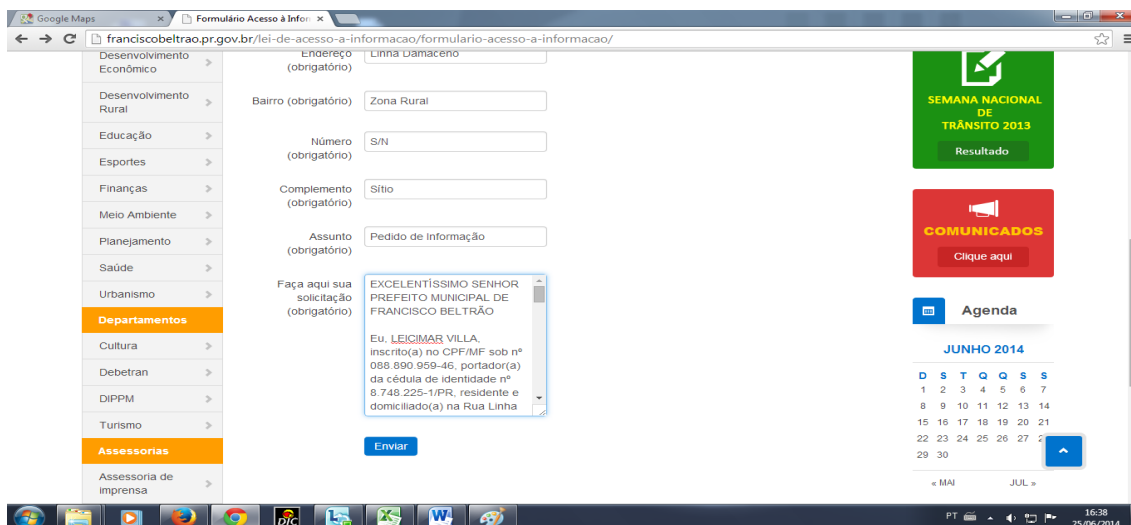 Google Maps
Formulário Acesso à Infor
franciscobeltrao.pr.gov.br/lei-de-acesso-a-informacao/formulario-acesso-a-informacao/
Desenvolvimento
Econômico
Desenvolvimento
Rural
Educação
Esportes
Finanças
Meio Ambiente
Planejamento
Saúde
Urbanismo
Departamentos
Cultura
Debetran
DIPPM
Turismo
Assessorias
Assessoria de
imprensa
Endereço
(obrigatório)
Linha Damaceno
Bairro (obrigatório)
Zona Rural
Número
(obrigatório)
S/N
Complemento
(obrigatório)
Sítio
Assunto
(obrigatório)
Pedido de Informação
Faça aqui sua
solicitação
(obrigatório)
EXCELENTÍSSIMO SENHOR
PREFEITO MUNICIPAL DE
FRANCISCO BELTRÃO
Eu, LEICIMAR VILLA,
inscrito(a) no CPF/MF sob nº
088.890.959-46, portador(a)
da cédula de identidade nº
8.748.225-1/PR, residente e
domiciliado(a) na Rua Linha
Enviar
SEMANA NACIONAL
DE
TRÂNSITO 2013
Resultado
COMUNICADOS
Clique aqui
Agenda
JUNHO 2014
D S T Q Q S S
1 2 3 4 5 6 7
8 9 10 11 12 13 14
15 16 17 18 19 20 21
22 23 24 25 26 27
29 30
« MAI JUL »
DJC
PT
16:38
25/06/2014